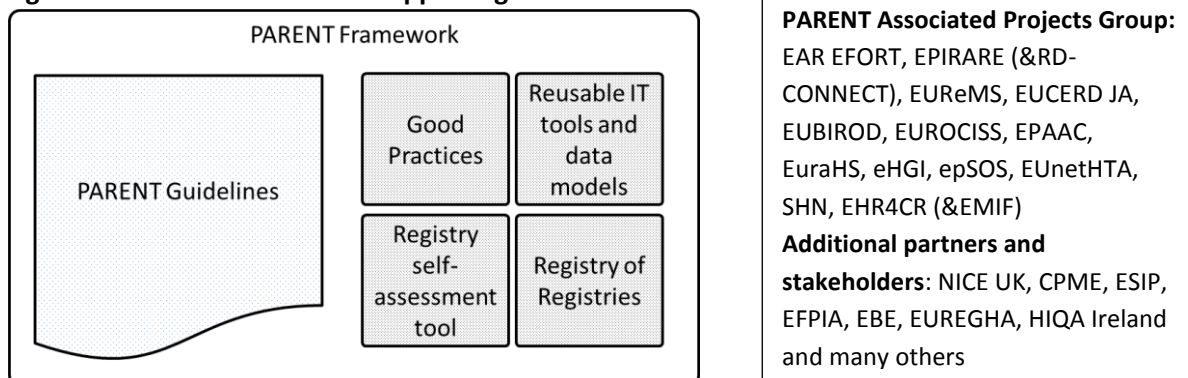 PARENT Framework
PARENT Guidelines
Good
Practices
Reusable IT
tools and
data
models
Registry
self-
assessment
tool
Registry of
Registries
PARENT Associated Projects Group:
EAR EFORT, EPIRARE (&RD-
CONNECT), EUReMS, EUCERD JA,
EUBIROD, EUROCISS, EPAAC,
EuraHS, eHGI, epSOS, EUnetHTA,
SHN, EHR4CR (&EMIF)
Additional partners and
stakeholders: NICE UK, CPME, ESIP,
EFPIA, EBE, EUREGHA, HIQA Ireland
and many others